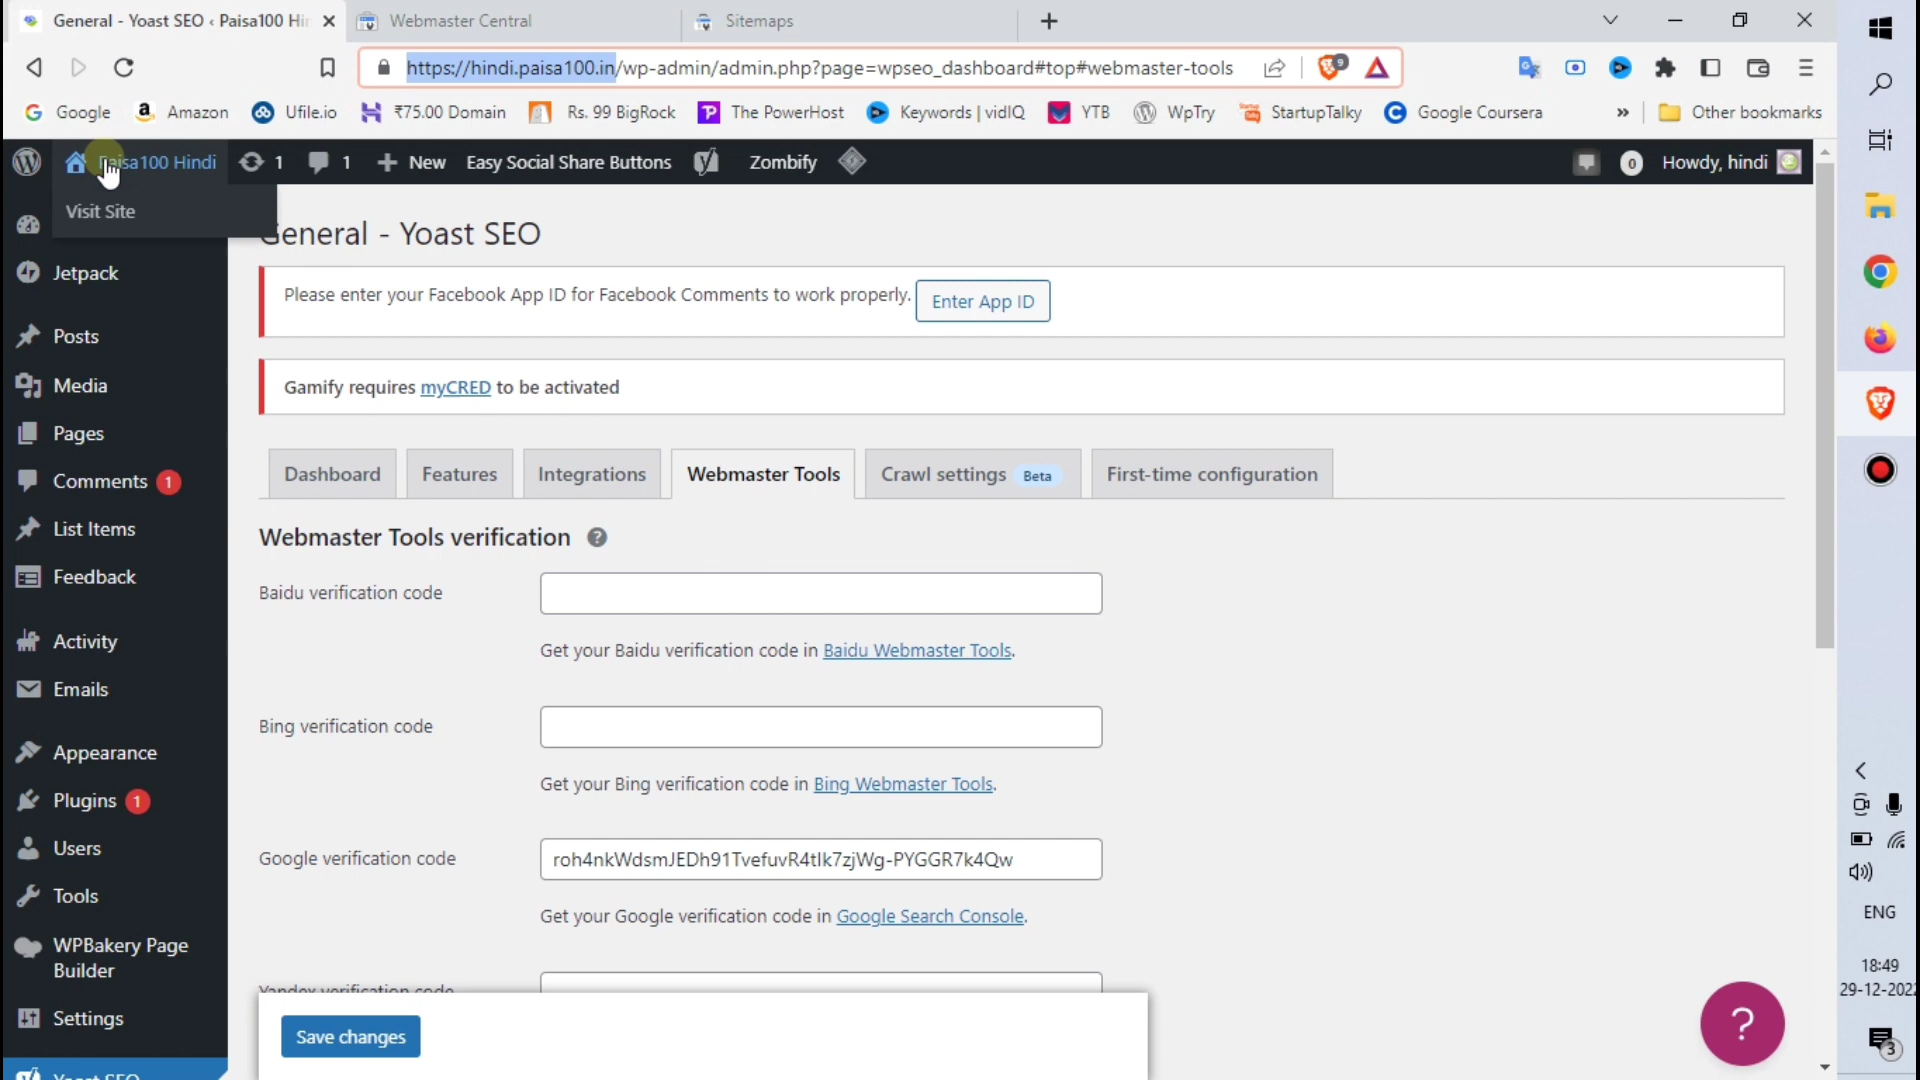 General - Yoast SEO ‹ Paisa100 Hi
Webmaster Central
Sitemaps
https://hindi.paisa100.in/wp-admin/admin.php?page=wpseo_dashboard#top#webmaster-tools
9
Google
Amazon
Ufile.io
₹75.00 Domain
Rs. 99 BigRock
The PowerHost
Keywords | vidIQ
YTB
WpTry
StartupTalky
Google Coursera
»
Other bookmarks
Paisa100 Hindi
1
1
New
Easy Social Share Buttons
Zombify
0
Howdy, hindi
Visit Site
Jetpack
Posts
Media
Pages
Comments 1
List Items
Feedback
Activity
Emails
Appearance
Plugins 1
Users
Tools
WPBakery Page
Builder
Settings
Yoast SEO
General - Yoast SEO
Please enter your Facebook App ID for Facebook Comments to work properly. Enter App ID
Gamify requires myCRED to be activated
Dashboard
Features
Integrations
Webmaster Tools
Crawl settings Beta
First-time configuration
Webmaster Tools verification ?
Baidu verification code
Get your Baidu verification code in Baidu Webmaster Tools.
Bing verification code
Get your Bing verification code in Bing Webmaster Tools.
Google verification code
roh4nkWdsmJEDh91TvefuvR4tlk7zjWg-PYGGR7k4Qw
Get your Google verification code in Google Search Console.
Yandex verification code
Save changes
?
ENG
18:49
29-12-2022
3